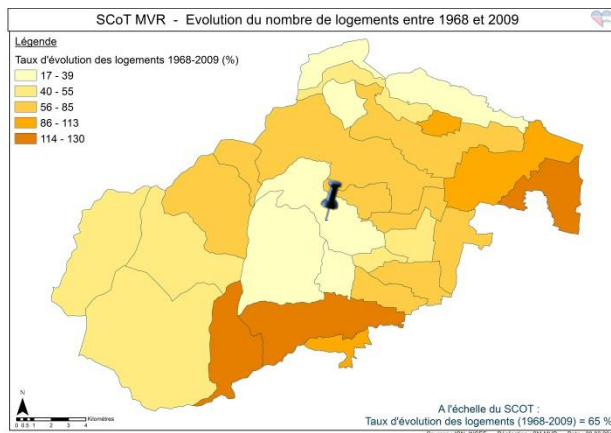 SCoT MVR - Evolution du nombre de logements entre 1968 et 2009
Légende
Taux d'évolution des logements 1968-2009 (%)
17 - 39
40 - 55
56 - 85
86 - 113
114 - 130
N
0 0.5 1 2 3 4
Kilomètres
A l'échelle du SCOT :
Taux d'évolution des logements (1968-2009) = 65 %